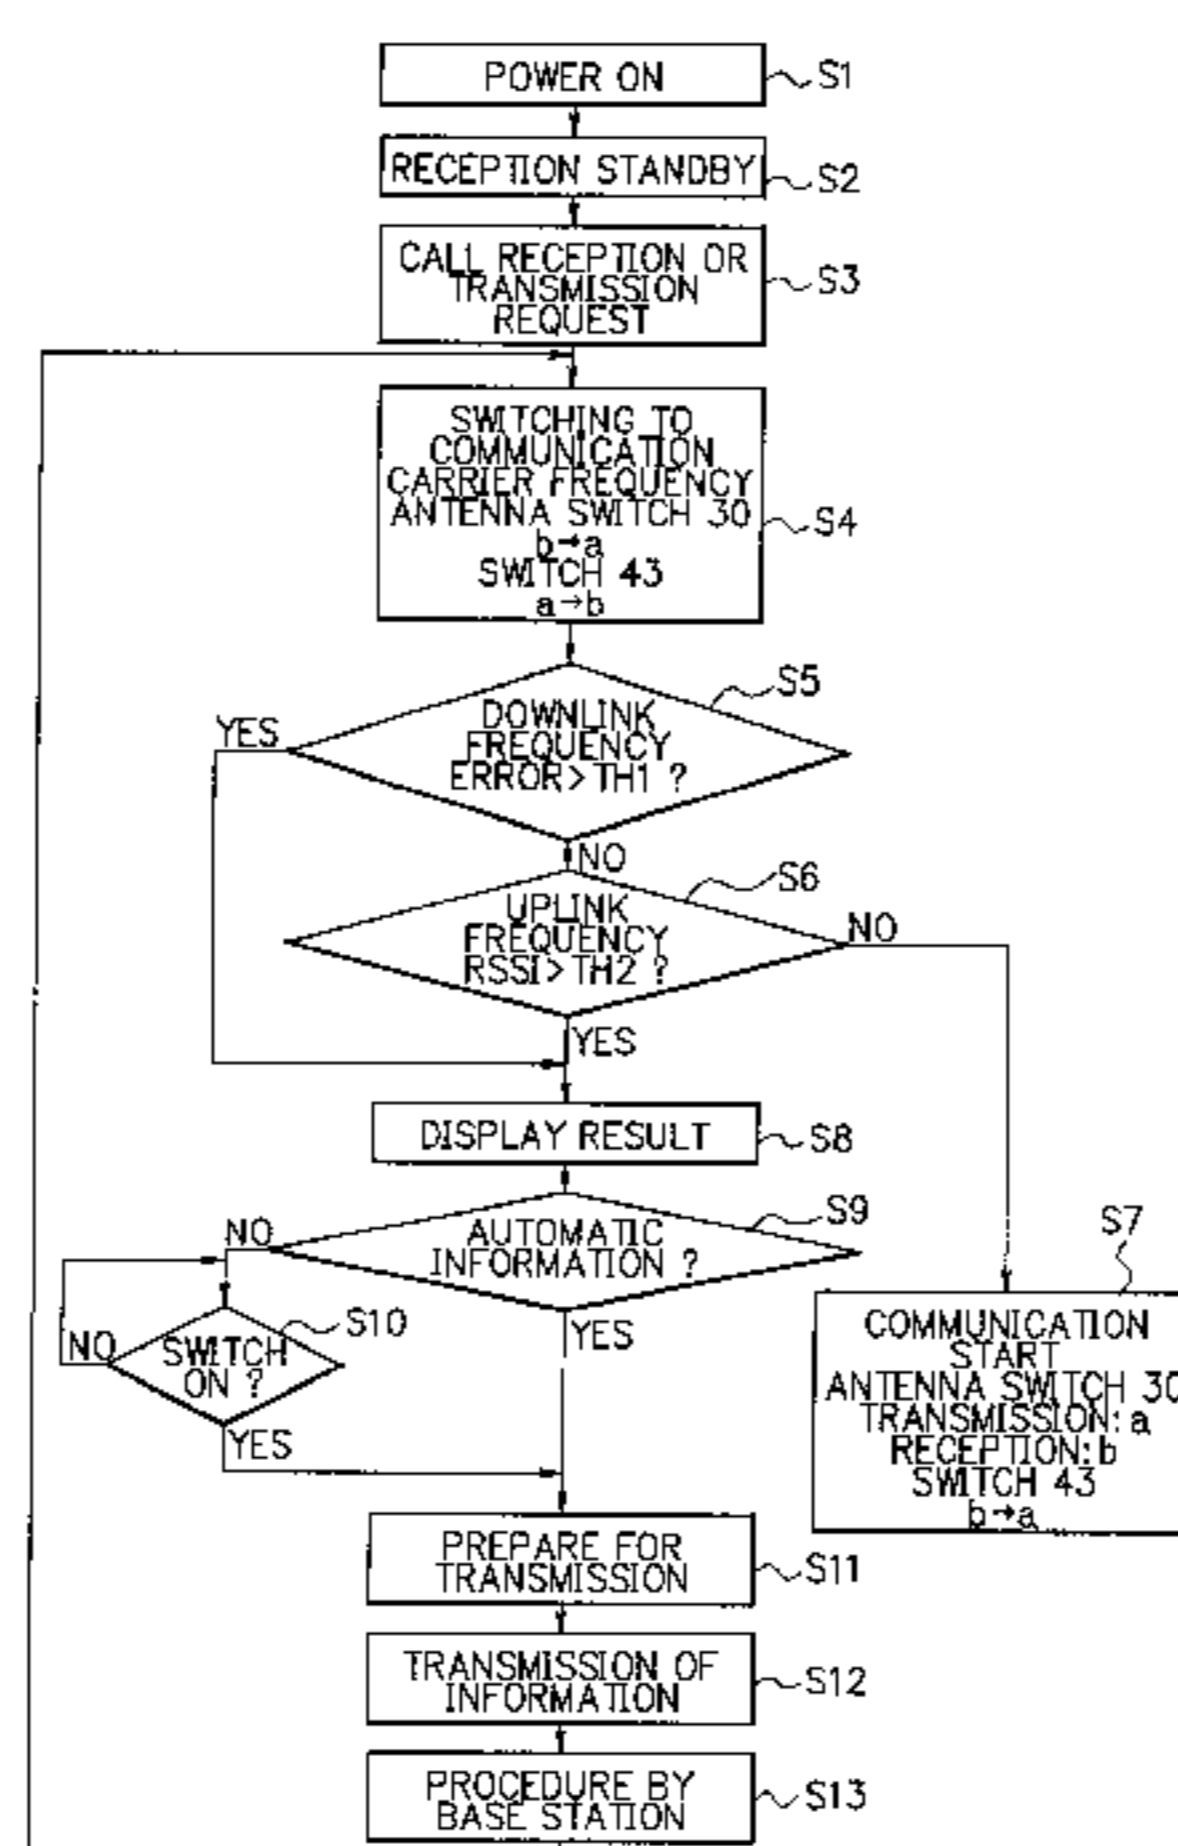 POWER ON
S1
RECEPTION STANDBY
S2
CALL RECEPTION OR
TRANSMISSION
REQUEST
S3
SWITCHING TO
COMMUNICATION
CARRIER FREQUENCY
ANTENNA SWITCH 30
b→a
SWITCH 43
a→b
S4
S5
DOWNLINK
FREQUENCY
ERROR>TH1 ?
YES
NO
S6
UPLINK
FREQUENCY
RSSI>TH2 ?
NO
YES
DISPLAY RESULT
S8
S9
AUTOMATIC
INFORMATION ?
NO
YES
S10
SWITCH
ON ?
NO
YES
S7
COMMUNICATION
START
ANTENNA SWITCH 30
TRANSMISSION: a
RECEPTION: b
SWITCH 43
b→a
PREPARE FOR
TRANSMISSION
S11
TRANSMISSION OF
INFORMATION
S12
PROCEDURE BY
BASE STATION
S13